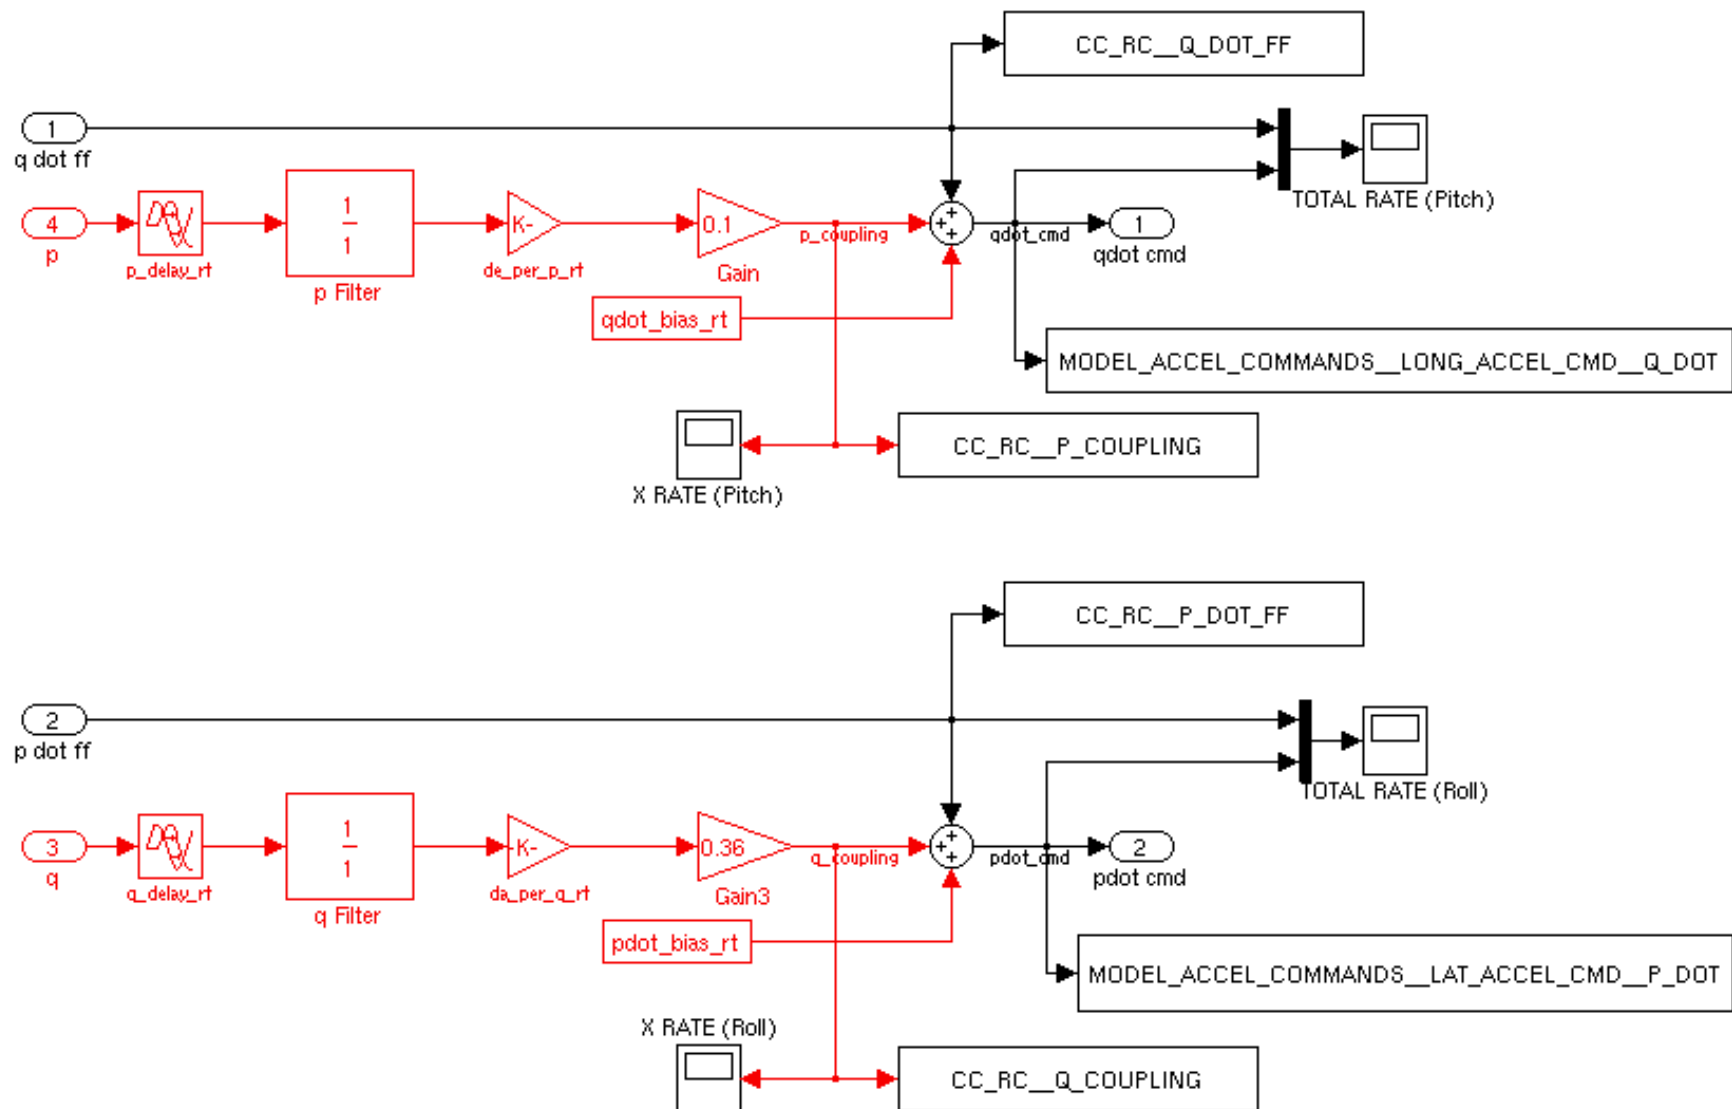 CC_RC__Q_DOT_FF
1
q dot ff
TOTAL RATE (Pitch)
4
p
p_delay_rt
1
1
p Filter
K-
de_per_p_rt
0.1
Gain
p_coupling
+
+
+
qdot_cmd
1
qdot cmd
qdot_bias_rt
MODEL_ACCEL_COMMANDS__LONG_ACCEL_CMD__Q_DOT
CC_RC__P_COUPLING
X RATE (Pitch)
CC_RC__P_DOT_FF
2
p dot ff
TOTAL RATE (Roll)
3
q
q_delay_rt
1
1
q Filter
-K-
da_per_q_rt
0.36
Gain3
q_coupling
+
+
+
pdot_cmd
2
pdot cmd
pdot_bias_rt
MODEL_ACCEL_COMMANDS__LAT_ACCEL_CMD__P_DOT
X RATE (Roll)
CC_RC__Q_COUPLING